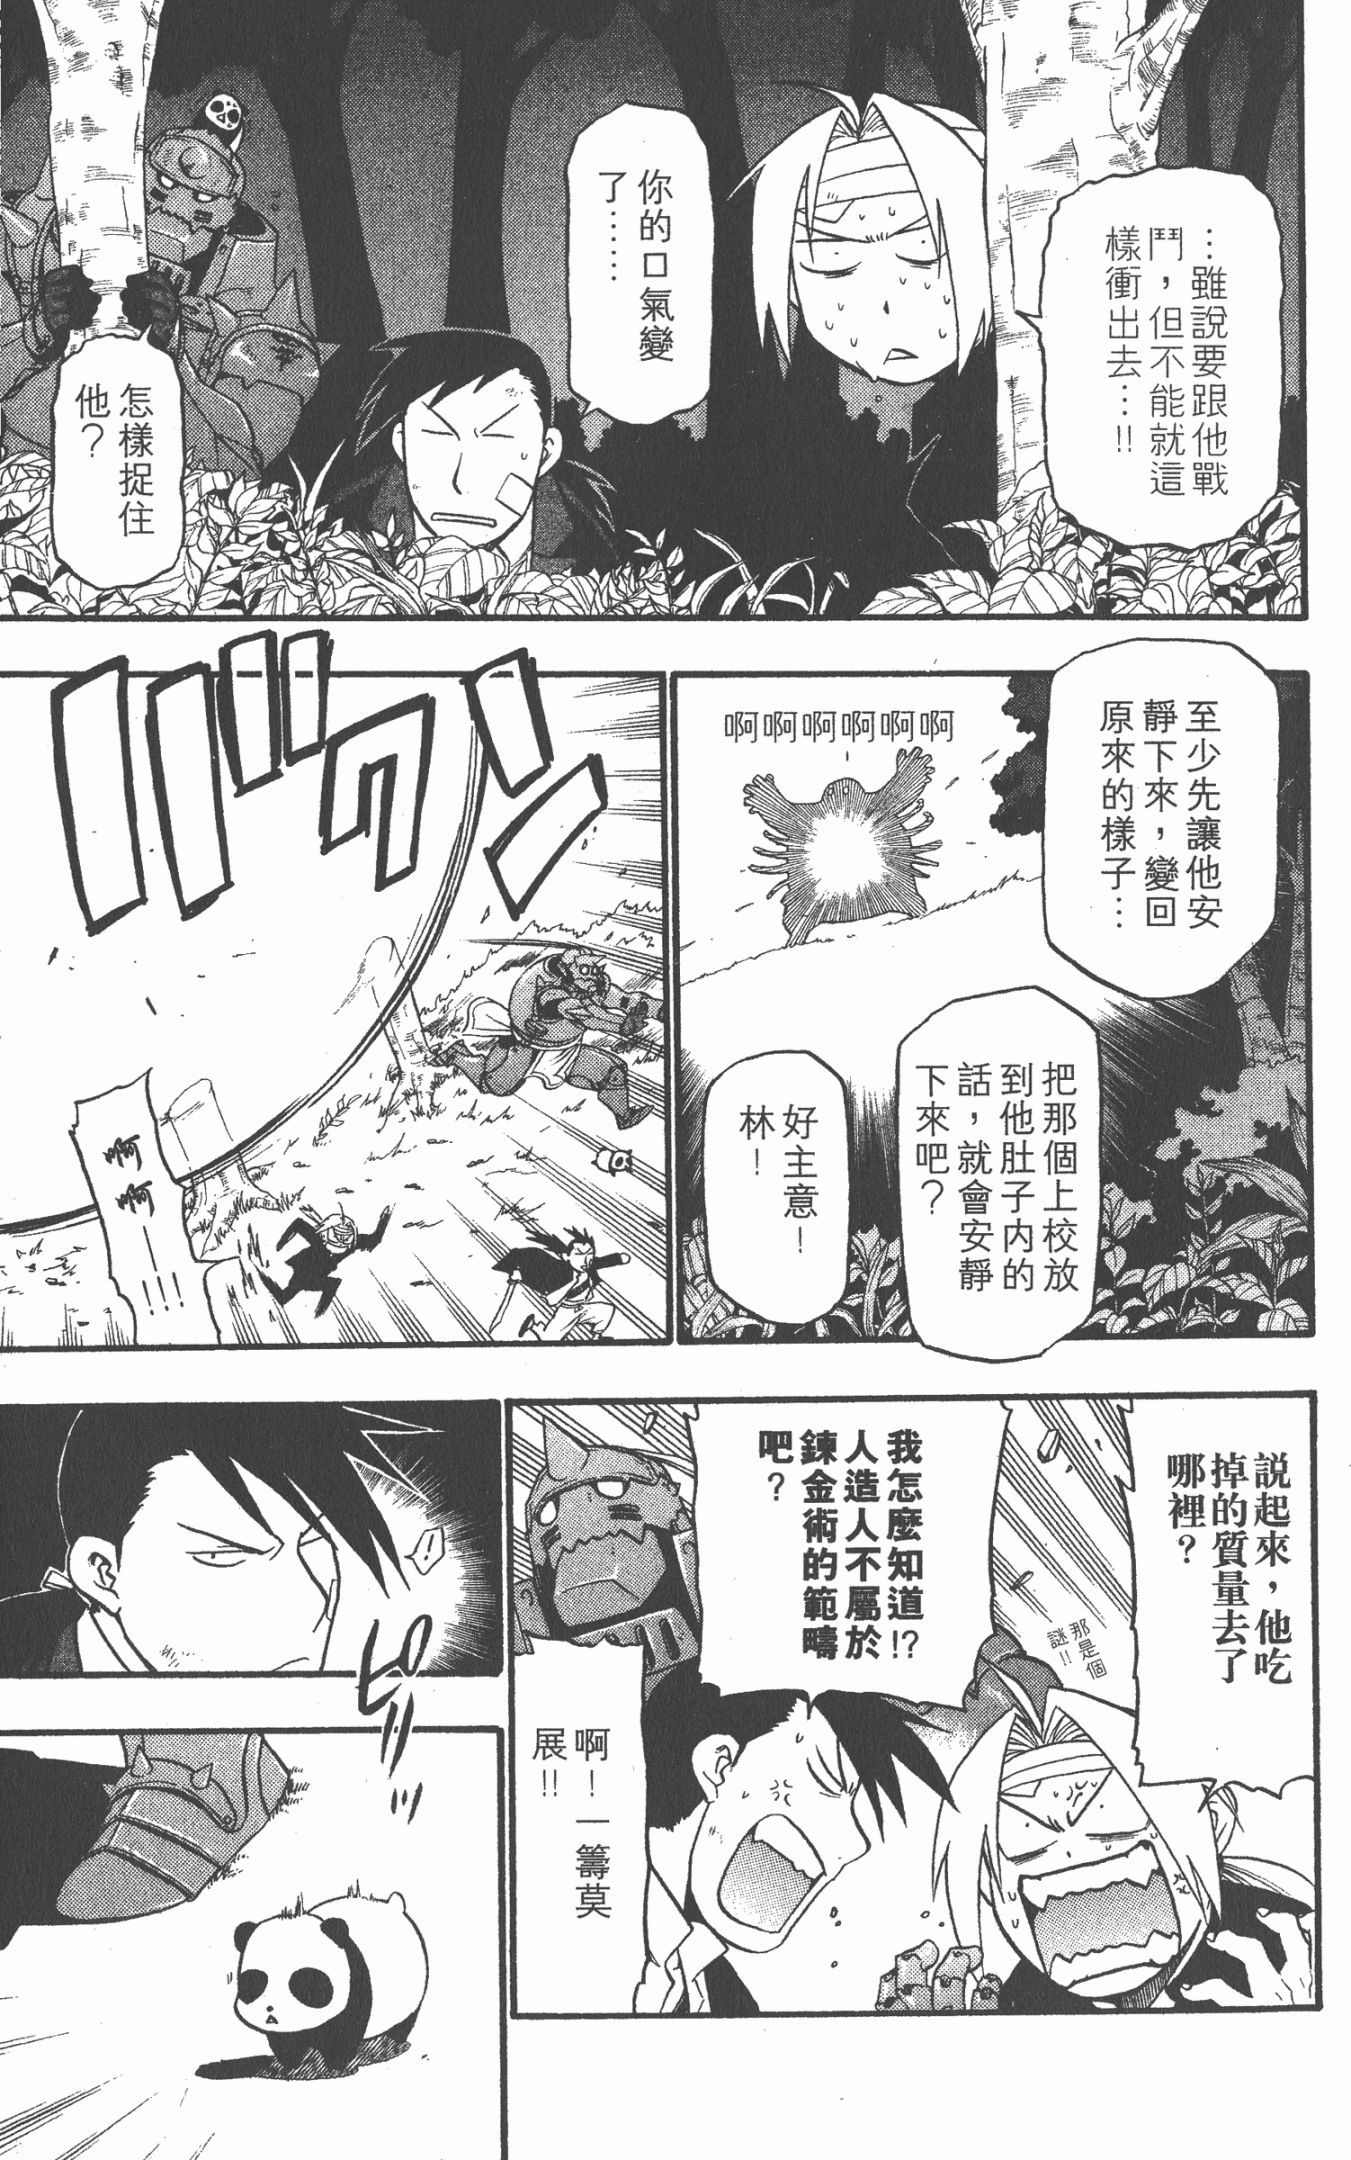 …雖說要跟他戰
鬥，但不能就這
樣衝出去…!!
你的口氣變
了……
怎樣捉住
他？
至少先讓他安
靜下來，變回
原來的樣子…
啊啊啊啊啊啊
把那個上校放
到他肚子內的
話，就會安靜
下來吧？
好主意！
林！
バクン
啊
啊——!!!
說起來，他吃
掉的質量去了
哪裡？
那是個
謎!!
我怎麼知道!?
人造人不屬於
鍊金術的範疇
吧？
啊！一籌莫
展!!
!
ピピ